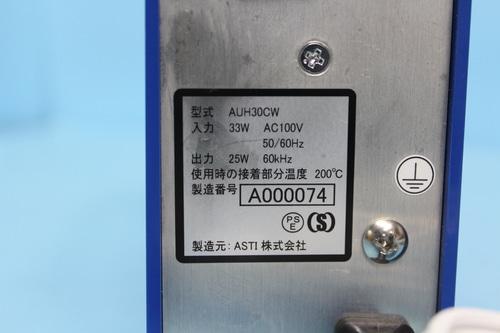 型式 AUH30CW
入力 33W AC100V
50/60Hz
出力 25W 60kHz
使用時の接着部分温度 200℃
製造番号 A000074
PSE S
製造元:ASTI 株式会社